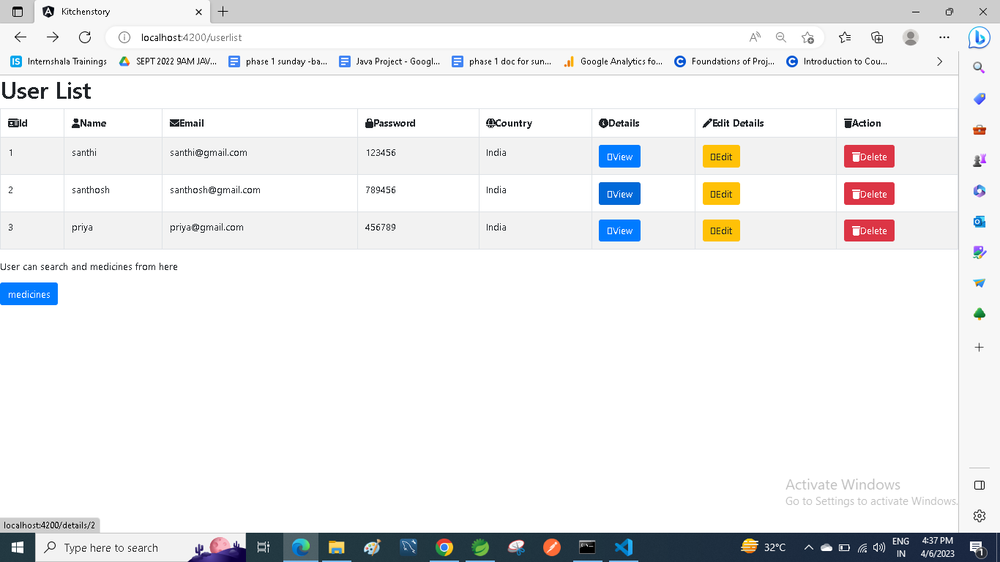 Kitchenstory
localhost:4200/userlist
Internshala Trainings SEPT 2022 9AM JAV... phase 1 sunday -ba... Java Project - Googl... phase 1 doc for sun... Google Analytics fo... Foundations of Proj... Introduction to Cou...
User List
Id Name Email Password Country Details Edit Details Action
1 santhi santhi@gmail.com 123456 India View Edit Delete
2 santhosh santhosh@gmail.com 789456 India View Edit Delete
3 priya priya@gmail.com 456789 India View Edit Delete
User can search and medicines from here
medicines
Activate Windows
Go to Settings to activate Windows.
localhost:4200/details/2
Type here to search
32°C
ENG
IN
4:37 PM
4/6/2023
1